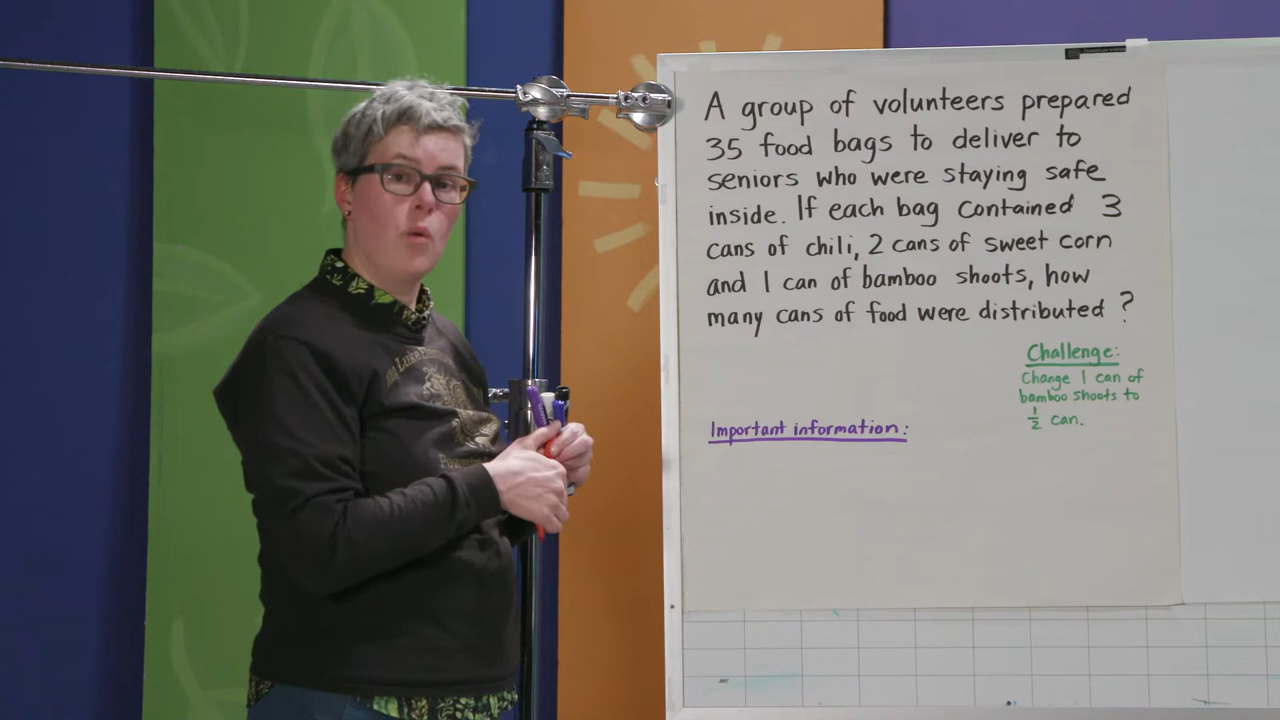 A group of volunteers prepared
35 food bags to deliver to
seniors who were staying safe
inside. If each bag contained 3
cans of chili, 2 cans of sweet corn
and 1 can of bamboo shoots, how
many cans of food were distributed?
Challenge:
Change 1 can of
bamboo shoots to
1/2 can.
Important information: